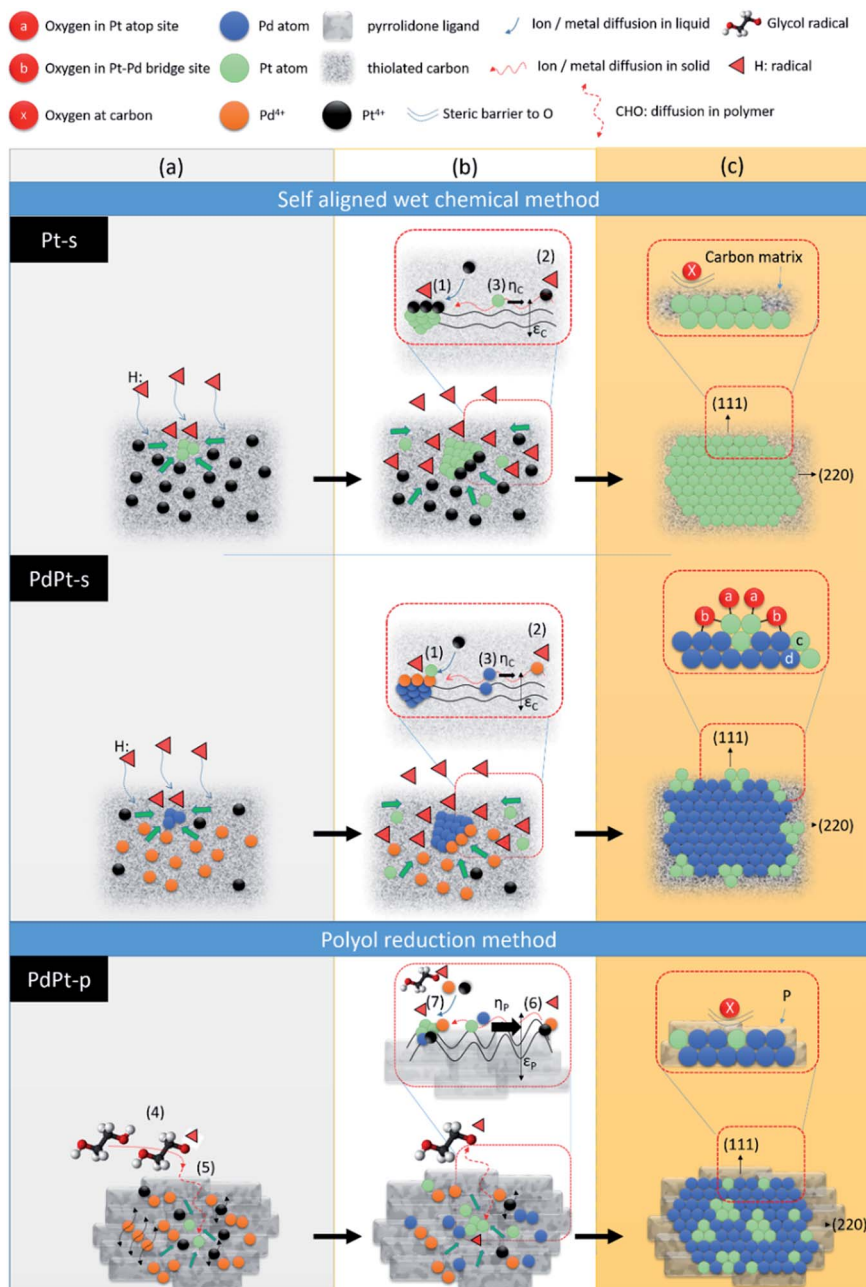 a Oxygen in Pt atop site Pd atom pyrrolidone ligand Ion / metal diffusion in liquid Glycol radical
b Oxygen in Pt-Pd bridge site Pt atom thiolated carbon Ion / metal diffusion in solid H: radical
x Oxygen at carbon Pd⁴⁺ Pt⁴⁺ Steric barrier to O CHO: diffusion in polymer
(a) (b) (c)
Self aligned wet chemical method
Pt-s
(1) (3) ηC (2)
εC
X Carbon matrix
H:
(111)
(220)
PdPt-s
(1) (3) ηC (2)
εC
a a
b b
c
d
H:
(111)
(220)
Polyol reduction method
PdPt-p
(7) ηP (6)
εP
X P
(4)
(5)
(111)
(220)